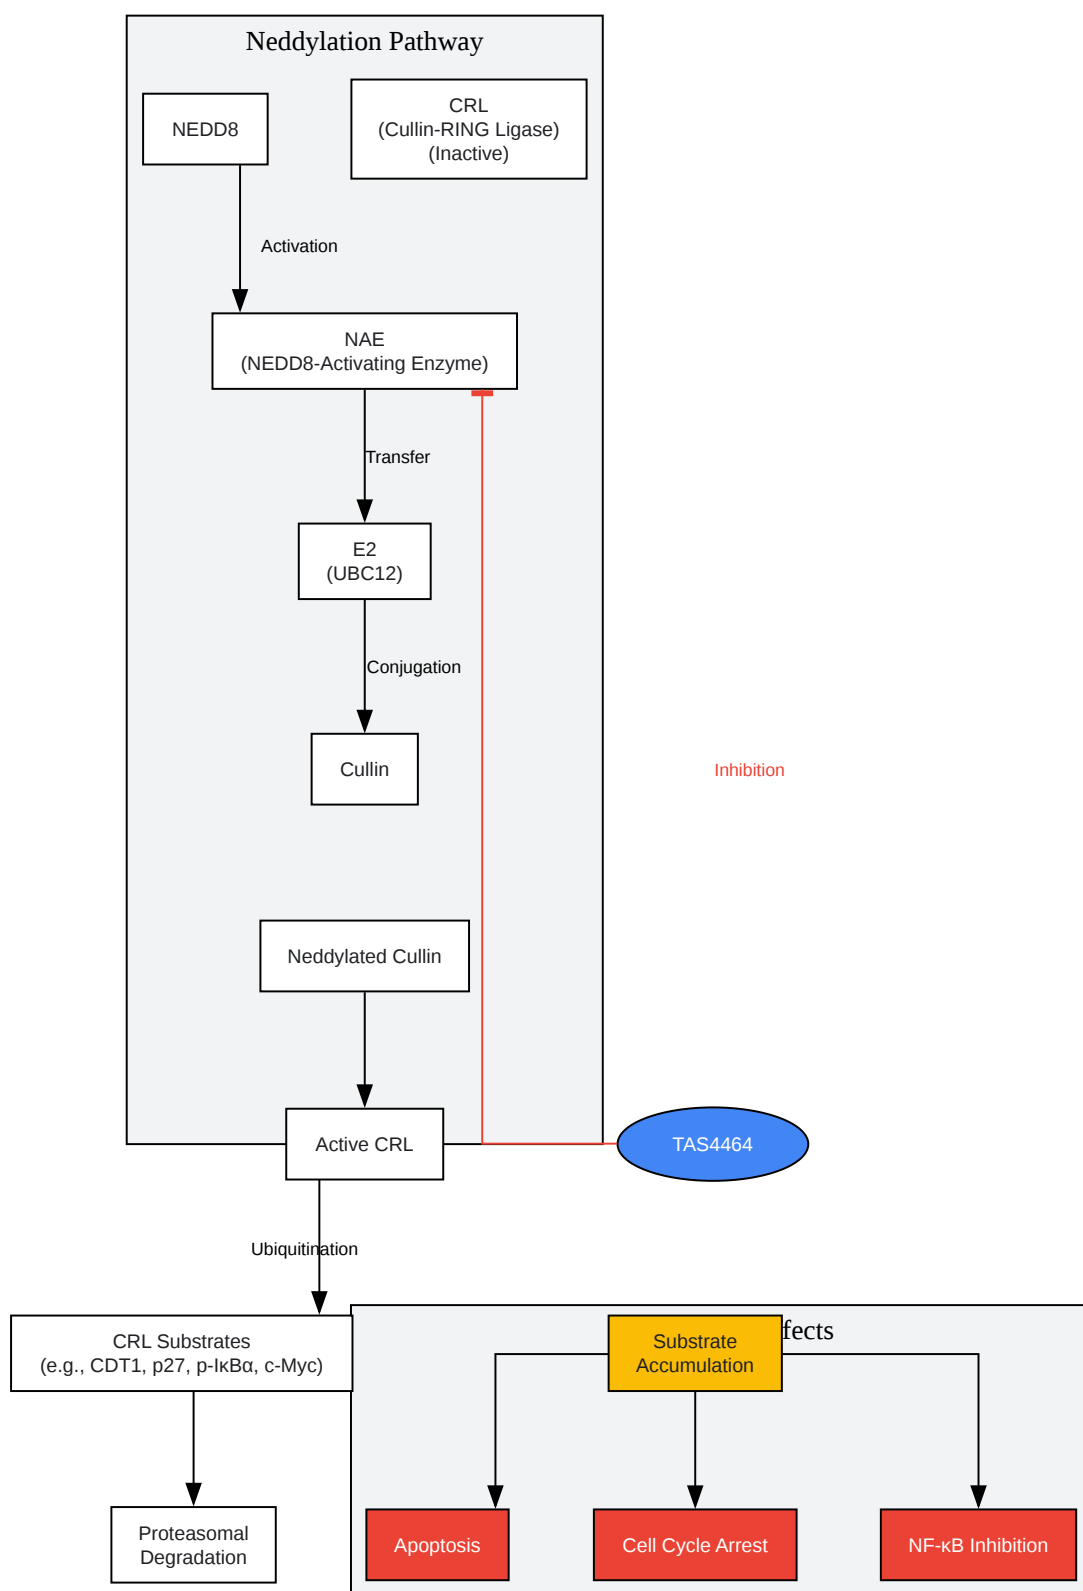 Neddylation Pathway
NEDD8
CRL
(Cullin-RING Ligase)
(Inactive)
Activation
NAE
(NEDD8-Activating Enzyme)
Transfer
E2
(UBC12)
Conjugation
Cullin
Inhibition
Neddylated Cullin
Active CRL
TAS4464
Ubiquitination
CRL Substrates
(e.g., CDT1, p27, p-IκBα, c-Myc)
Substrate
Accumulation
fects
Proteasomal
Degradation
Apoptosis
Cell Cycle Arrest
NF-κB Inhibition